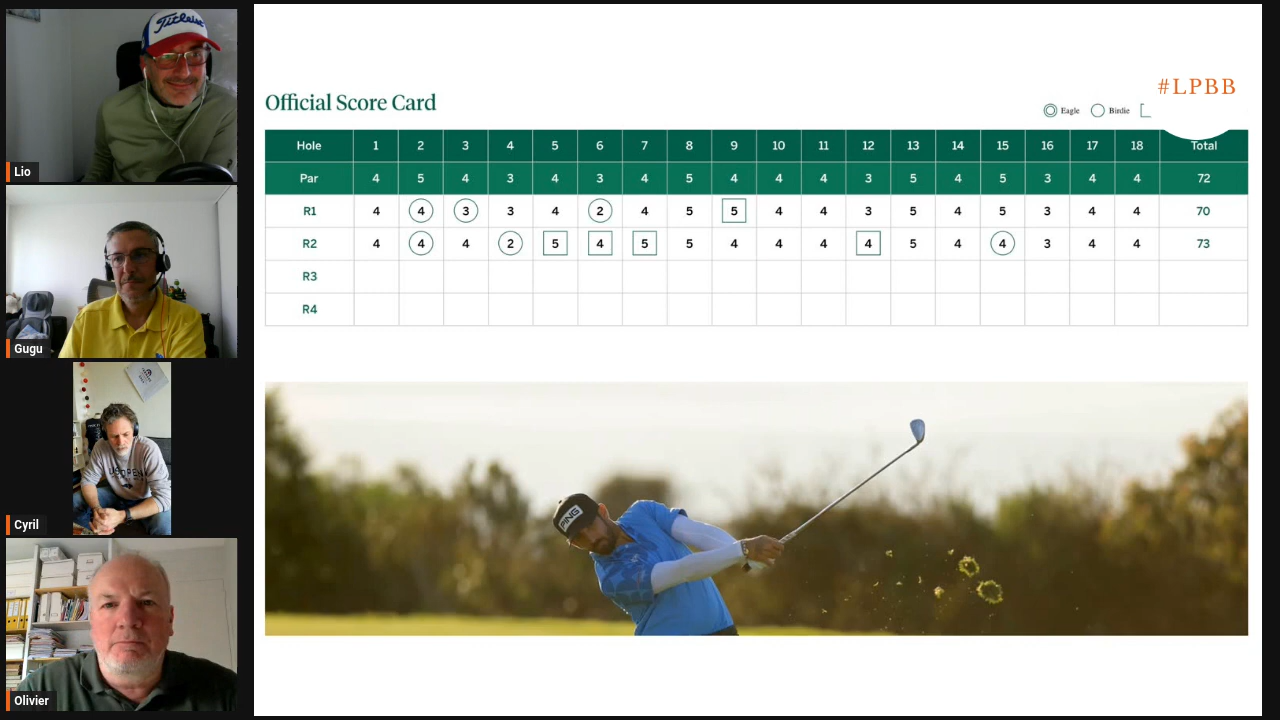 Titleist
Lio
Gugu
US OPEN
Cyril
Olivier
#LPBB
Official Score Card
Eagle Birdie
Hole 1 2 3 4 5 6 7 8 9 10 11 12 13 14 15 16 17 18 Total
Par 4 5 4 3 4 3 4 5 4 4 4 3 5 4 5 3 4 4 72
R1 4 4 3 3 4 2 4 5 5 4 4 3 5 4 5 3 4 4 70
R2 4 4 4 2 5 4 5 5 4 4 4 4 5 4 4 3 4 4 73
R3
R4
PING